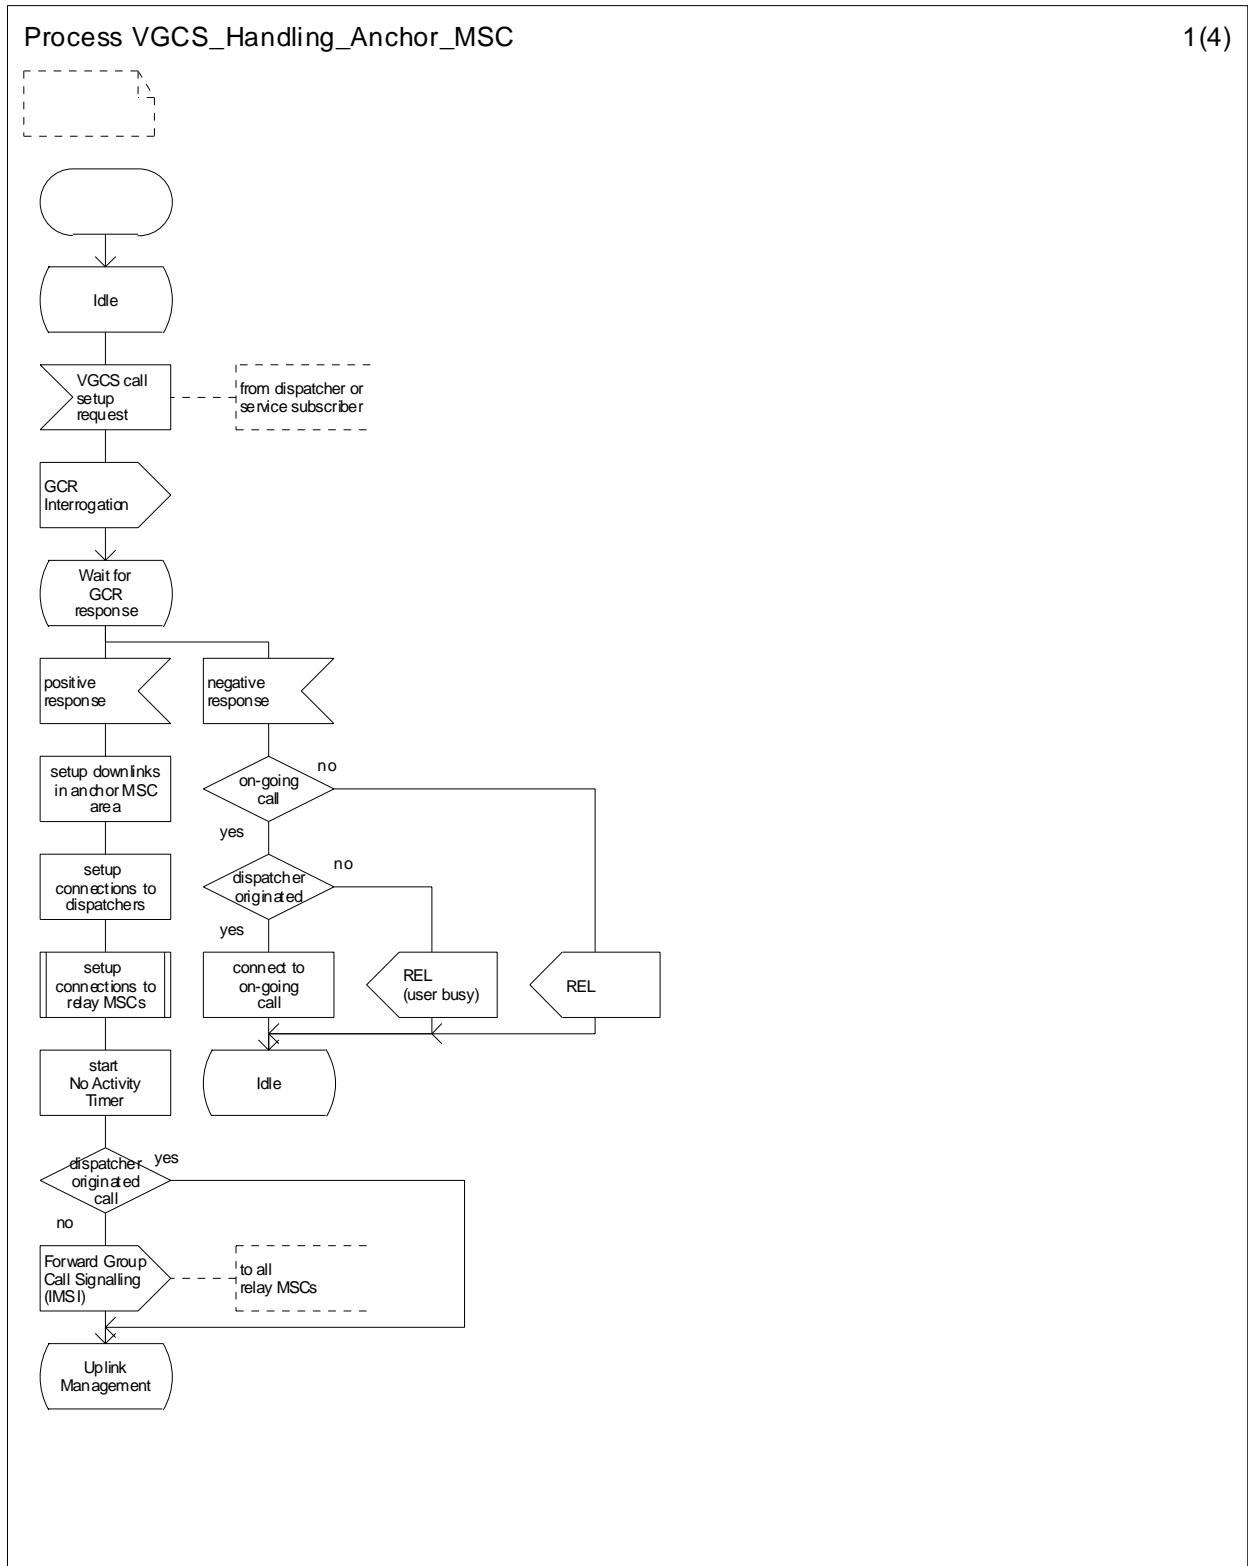 Process VGCS_Handling_Anchor_MSC
1(4)
Idle
VGCS call
setup
request
from dispatcher or
service subscriber
GCR
Interrogation
Wait for
GCR
response
positive
response
negative
response
setup downlinks
in anchor MSC
area
on-going
call
no
yes
setup
connections to
dispatchers
dispatcher
originated
no
yes
setup
connections to
relay MSCs
connect to
on-going
call
REL
(user busy)
REL
start
No Activity
Timer
Idle
dispatcher
originated
call
yes
no
Forward Group
Call Signalling
(IMSI)
to all
relay MSCs
Uplink
Management